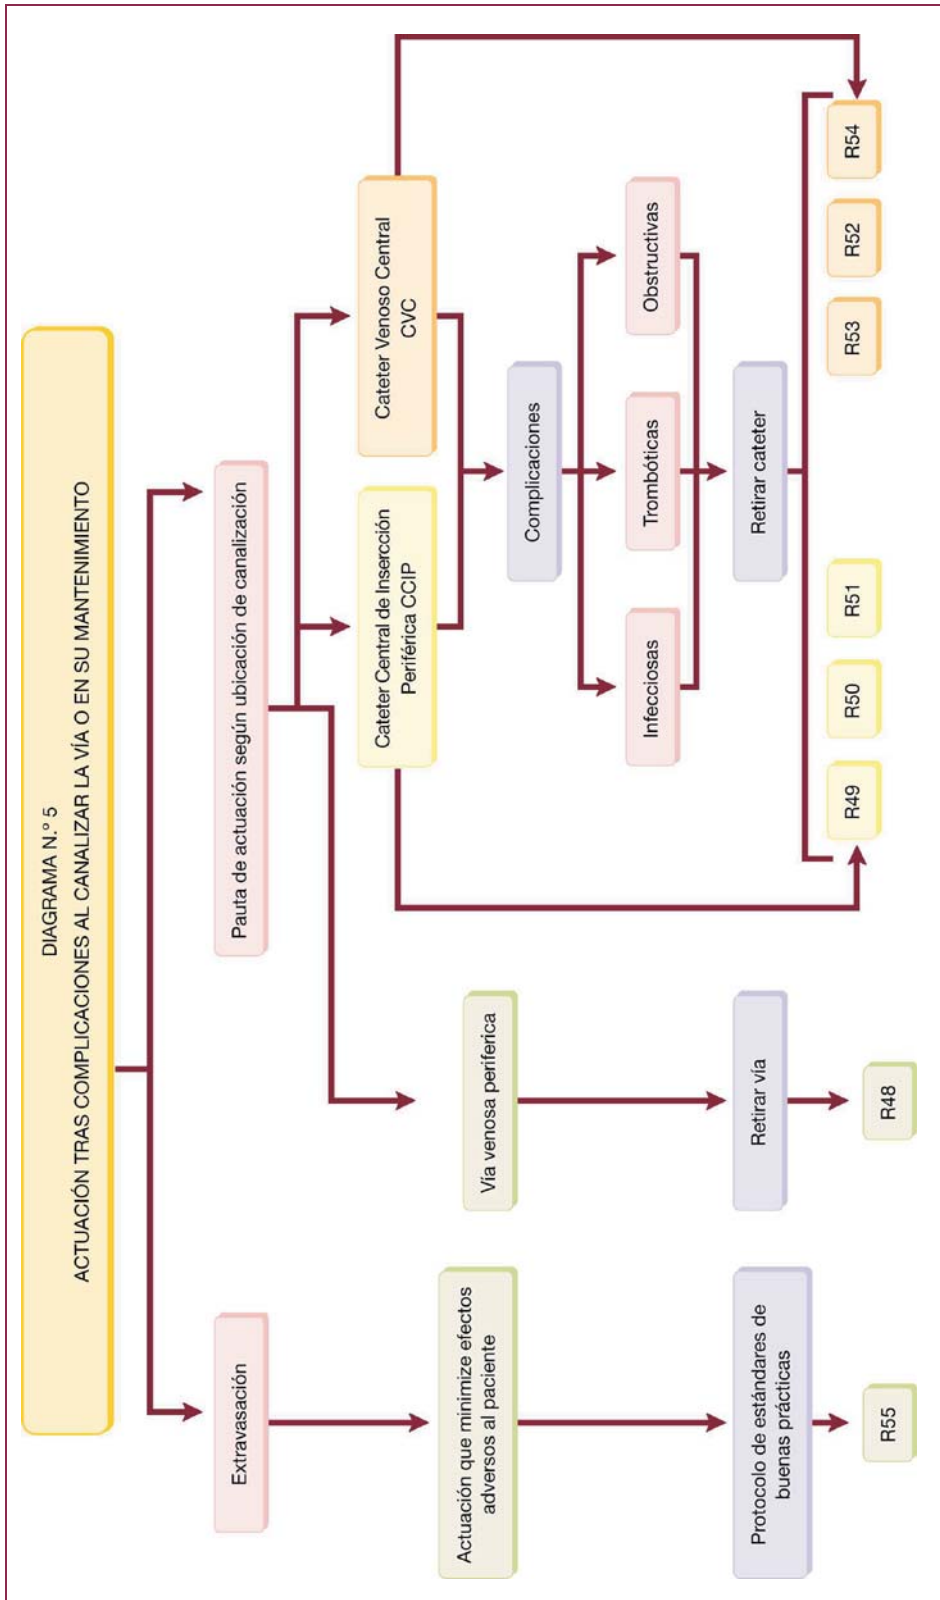 DIAGRAMA N.º 5
ACTUACIÓN TRAS COMPLICACIONES AL CANALIZAR LA VÍA O EN SU MANTENIMIENTO
Extravasación
Pauta de actuación según ubicación de canalización
Actuación que minimize efectos
adversos al paciente
Vía venosa periferica
Cateter Central de Insercción
Periférica CCIP
Cateter Venoso Central
CVC
Complicaciones
Infecciosas
Trombóticas
Obstructivas
Protocolo de estándares de
buenas prácticas
Retirar vía
Retirar cateter
R55
R48
R49
R50
R51
R53
R52
R54